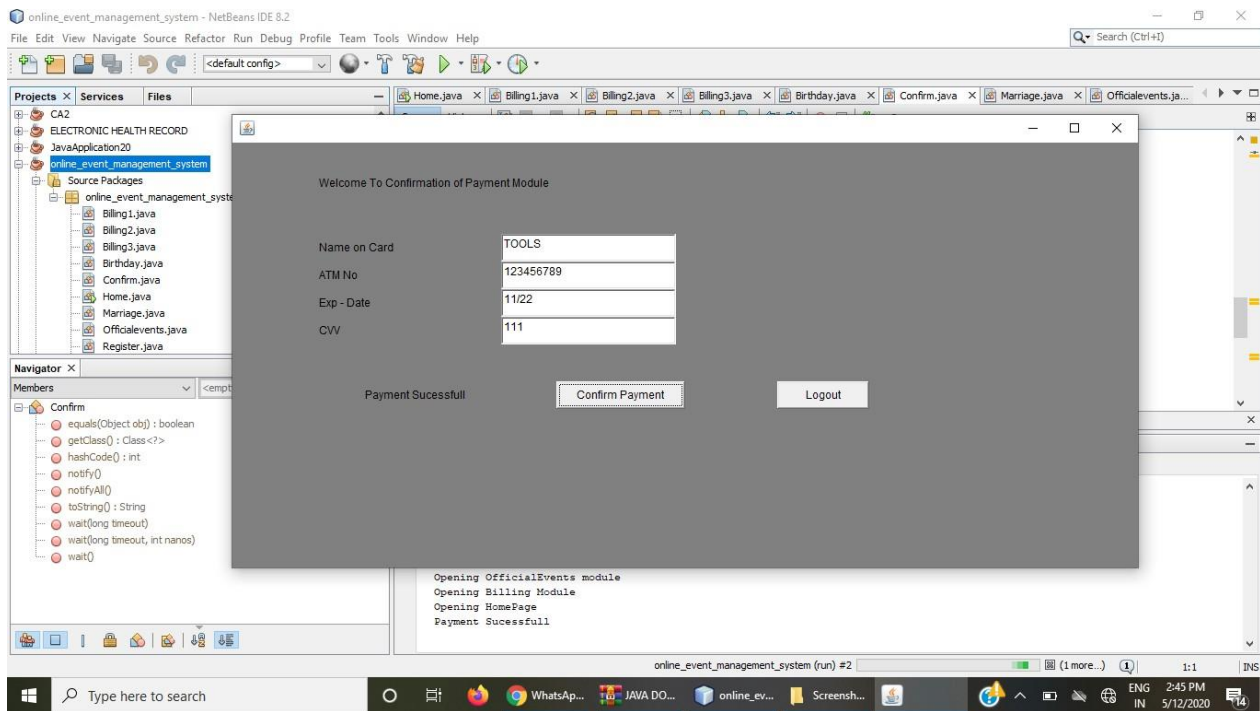 online_event_management_system - NetBeans IDE 8.2
File Edit View Navigate Source Refactor Run Debug Profile Team Tools Window Help
Search (Ctrl+I)
<default config>
Projects X Services Files
Home.java X Billing1.java X Billing2.java X Billing3.java X Birthday.java X Confirm.java X Marriage.java X Officialevents.ja...
CA2
ELECTRONIC HEALTH RECORD
JavaApplication20
online_event_management_system
Source Packages
online_event_management_syste
Billing1.java
Billing2.java
Billing3.java
Birthday.java
Confirm.java
Home.java
Marriage.java
Officialevents.java
Register.java
Welcome To Confirmation of Payment Module
Name on Card TOOLS
ATM No 123456789
Exp - Date 11/22
CVV 111
Payment Sucessfull Confirm Payment Logout
Navigator X
Members <empt
Confirm
equals(Object obj) : boolean
getClass() : Class<?>
hashCode() : int
notify()
notifyAll()
toString() : String
wait(long timeout)
wait(long timeout, int nanos)
wait()
Opening OfficialEvents module
Opening Billing Module
Opening HomePage
Payment Sucessfull
online_event_management_system (run) #2 (1 more...) 1 1:1 INS
Type here to search
WhatsAp... JAVA DO... online_ev... Screensh...
ENG IN 2:45 PM 5/12/2020 14